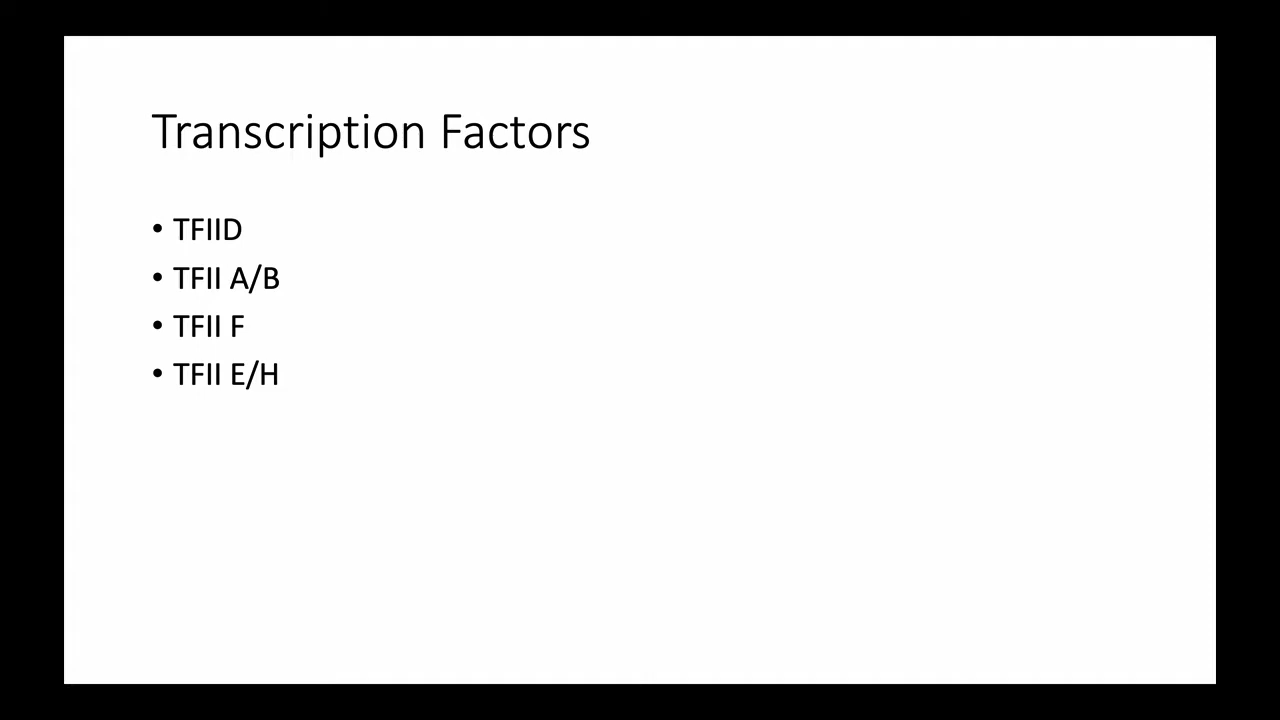 Transcription Factors
• TFIID
• TFII A/B
• TFII F
• TFII E/H